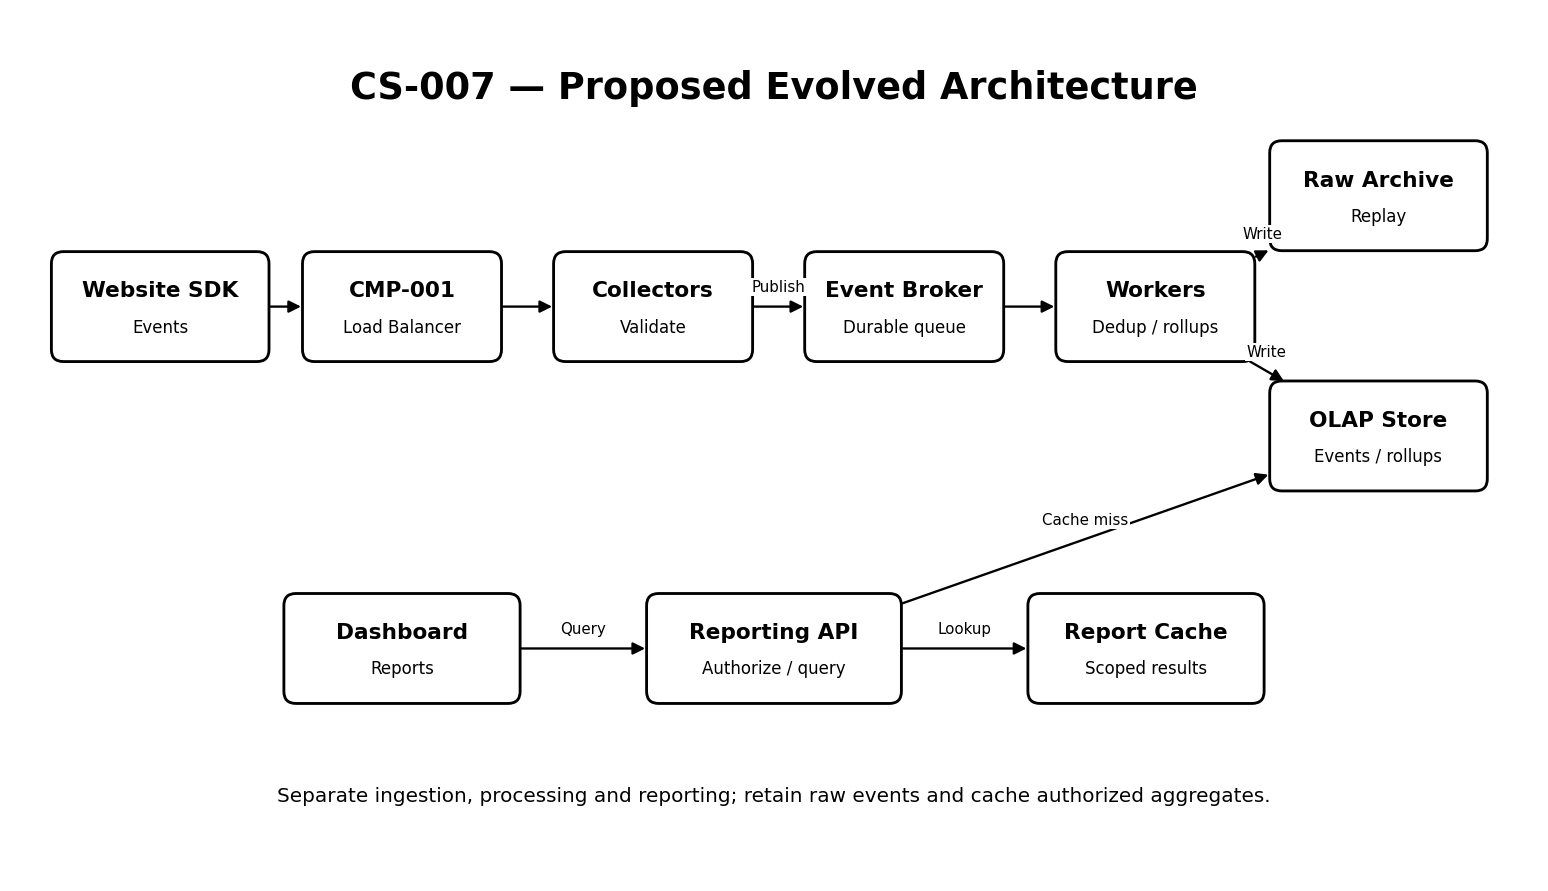 CS-007 — Proposed Evolved Architecture
Raw Archive
Replay
Write
Website SDK
Events
CMP-001
Load Balancer
Collectors
Validate
Publish
Event Broker
Durable queue
Workers
Dedup / rollups
Write
OLAP Store
Events / rollups
Cache miss
Dashboard
Reports
Query
Reporting API
Authorize / query
Lookup
Report Cache
Scoped results
Separate ingestion, processing and reporting; retain raw events and cache authorized aggregates.